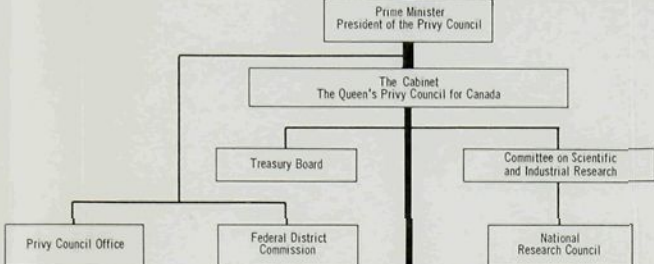 Prime Minister
President of the Privy Council
The Cabinet
The Queen's Privy Council for Canada
Treasury Board
Committee on Scientific
and Industrial Research
Privy Council Office
Federal District
Commission
National
Research Council